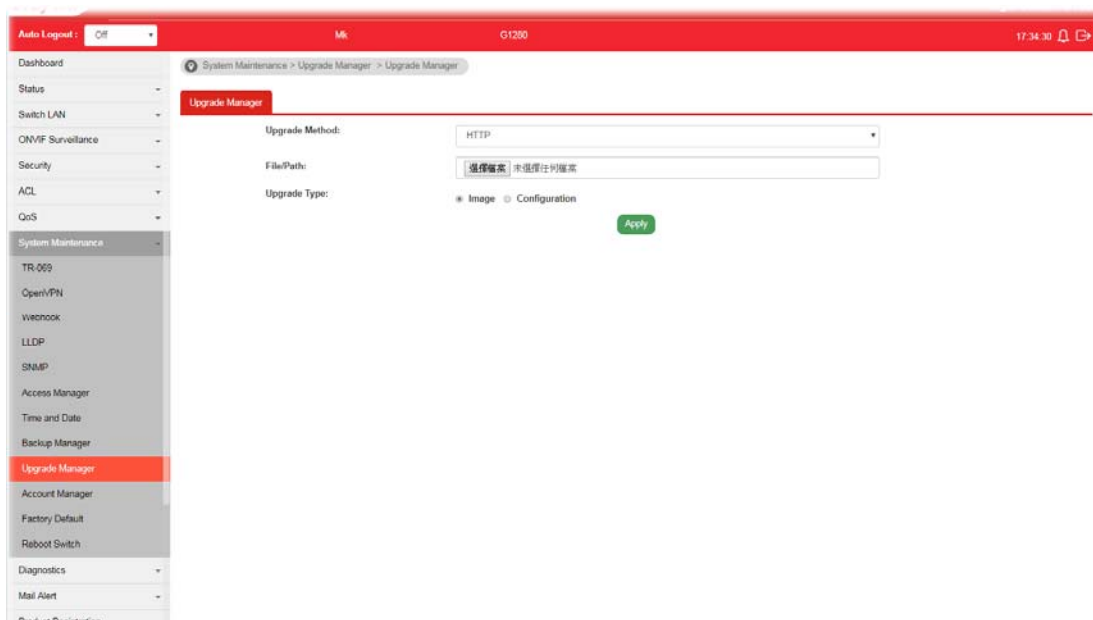 Auto Logout : Off
Mk G1280
17:34:30
Dashboard
Status
Switch LAN
ONVIF Surveillance
Security
ACL
QoS
System Maintenance
TR-069
OpenVPN
Webhook
LLDP
SNMP
Access Manager
Time and Date
Backup Manager
Upgrade Manager
Account Manager
Factory Default
Reboot Switch
Diagnostics
Mail Alert
System Maintenance > Upgrade Manager > Upgrade Manager
Upgrade Manager
Upgrade Method: HTTP
File/Path: 選擇檔案 未選擇任何檔案
Upgrade Type: Image Configuration
Apply